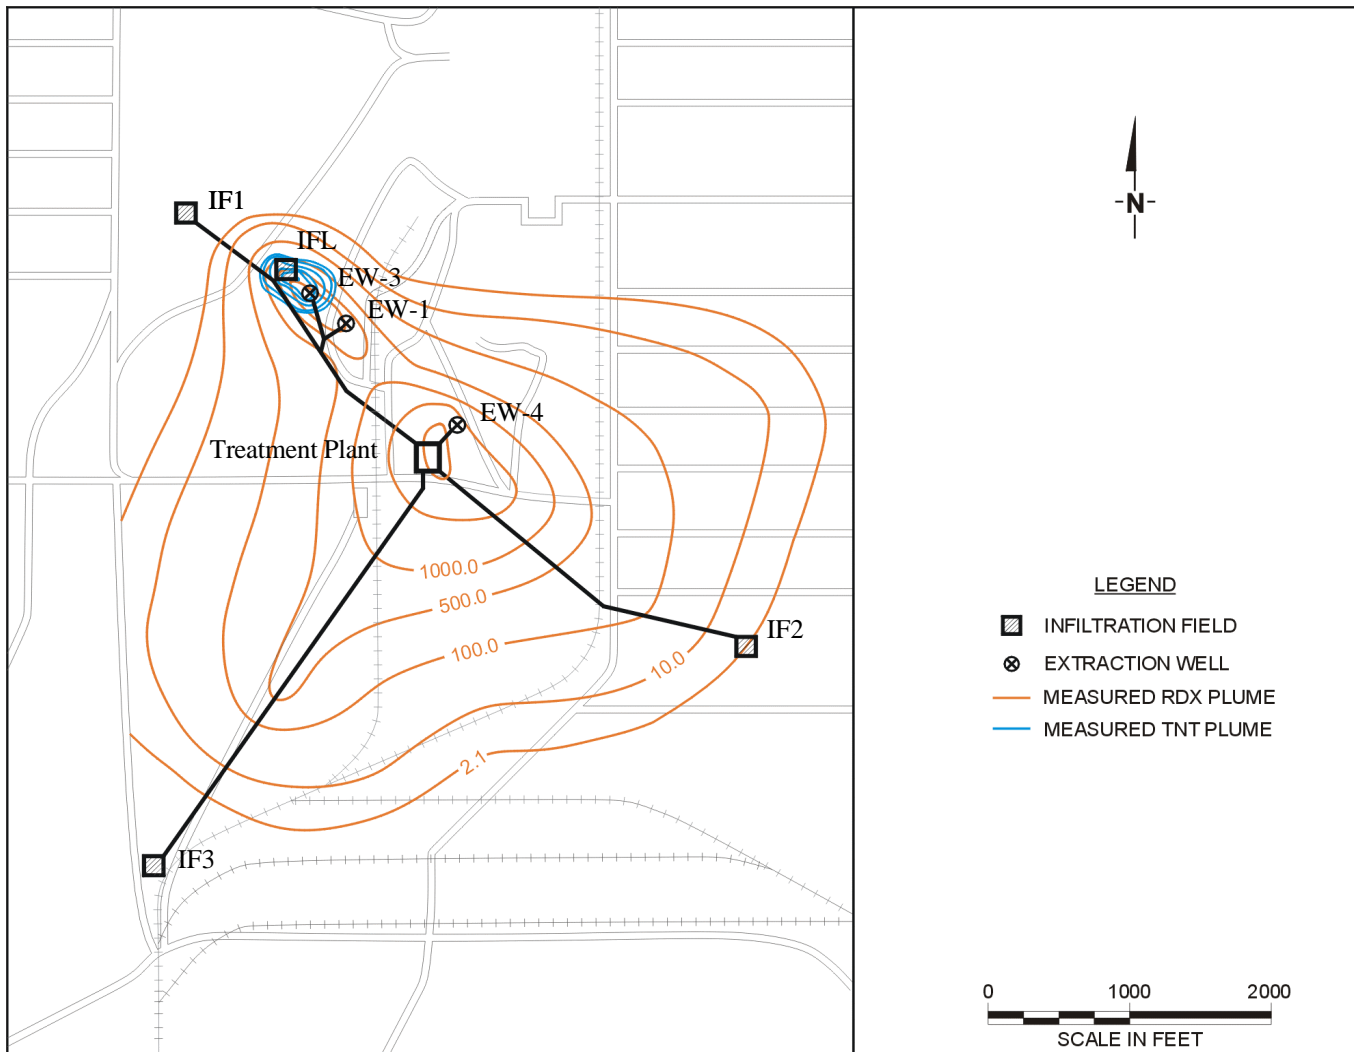 IF1
IFL
EW-3
EW-1
EW-4
Treatment Plant
1000.0
500.0
100.0
10.0
IF2
2.1
IF3
-N-
LEGEND
INFILTRATION FIELD
EXTRACTION WELL
MEASURED RDX PLUME
MEASURED TNT PLUME
0 1000 2000
SCALE IN FEET